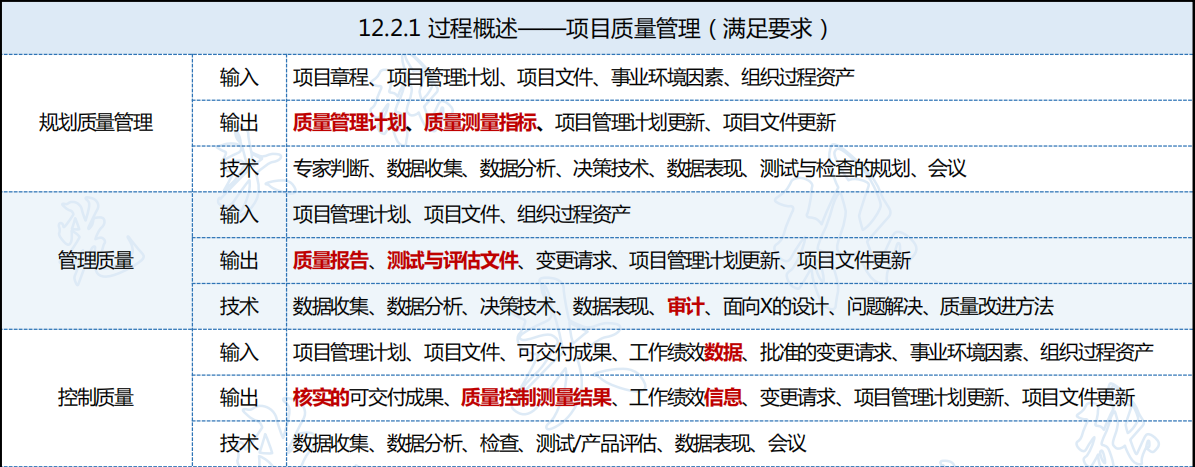 12.2.1 过程概述——项目质量管理（满足要求）
规划质量管理
输入
项目章程、项目管理计划、项目文件、事业环境因素、组织过程资产
输出
质量管理计划、质量测量指标、项目管理计划更新、项目文件更新
技术
专家判断、数据收集、数据分析、决策技术、数据表现、测试与检查的规划、会议
管理质量
输入
项目管理计划、项目文件、组织过程资产
输出
质量报告、测试与评估文件、变更请求、项目管理计划更新、项目文件更新
技术
数据收集、数据分析、决策技术、数据表现、审计、面向X的设计、问题解决、质量改进方法
控制质量
输入
项目管理计划、项目文件、可交付成果、工作绩效数据、批准的变更请求、事业环境因素、组织过程资产
输出
核实的可交付成果、质量控制测量结果、工作绩效信息、变更请求、项目管理计划更新、项目文件更新
技术
数据收集、数据分析、检查、测试/产品评估、数据表现、会议